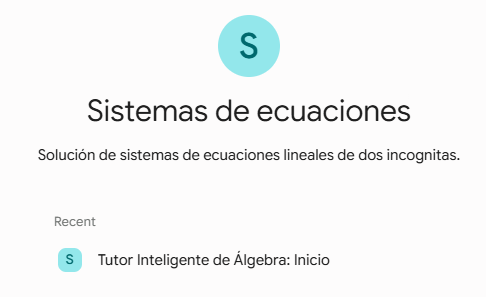 S
Sistemas de ecuaciones
Solución de sistemas de ecuaciones lineales de dos incognitas.
Recent
S Tutor Inteligente de Álgebra: Inicio